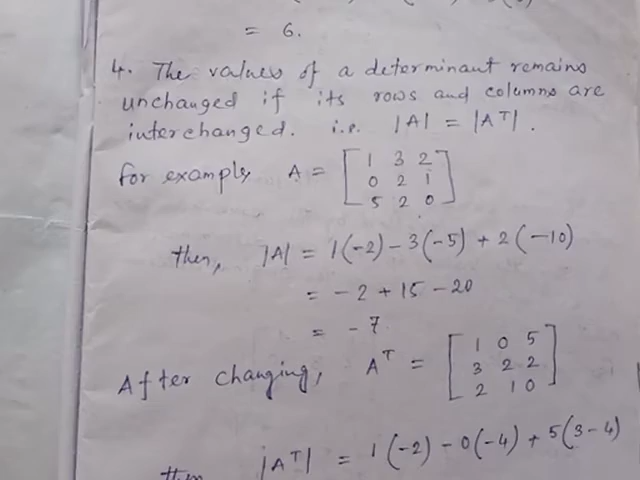 = 6.
4. The values of a determinant remains
unchanged if its rows and columns are
interchanged. i.e. |A| = |Aᵀ|.
for example, A = [ 1 3 2
0 2 1
5 2 0 ]
then, |A| = 1(-2) - 3(-5) + 2(-10)
= -2 + 15 - 20
= -7
After changing, Aᵀ = [ 1 0 5
3 2 2
2 1 0 ]
then |Aᵀ| = 1(-2) - 0(-4) + 5(3-4)